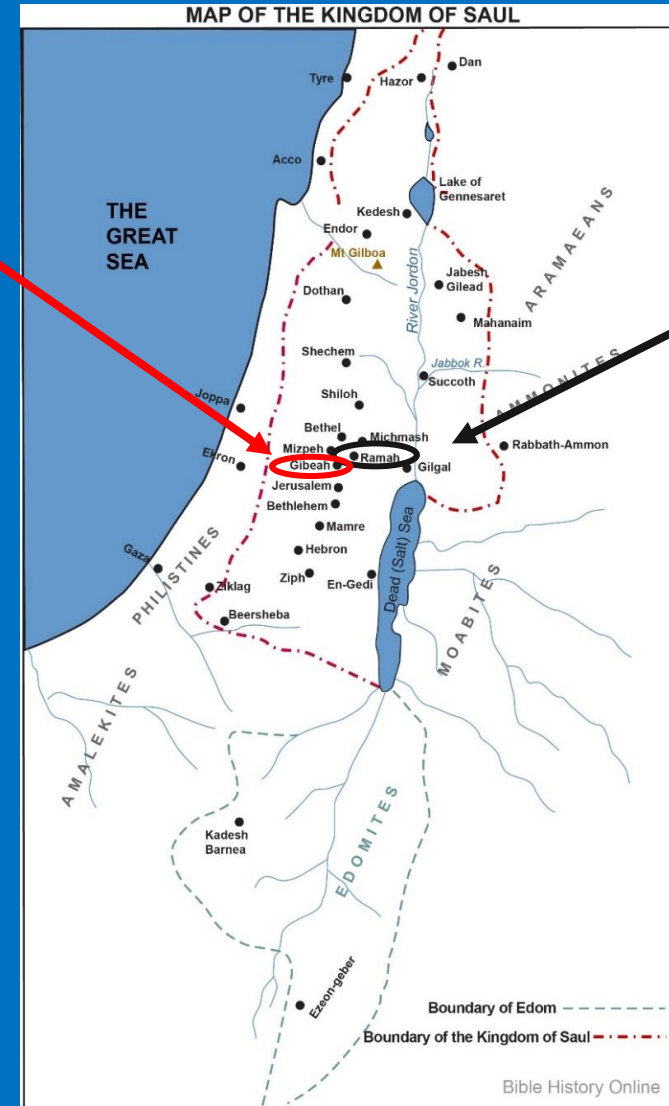 MAP OF THE KINGDOM OF SAUL
Dan
Tyre
Hazor
Acco
Lake of
Gennesaret
THE
GREAT
SEA
Kedesh
Endor
Mt Gilboa
ARAMAEANS
River Jordon
Jabesh
Gilead
Dothan
Mahanaim
Shechem
Jabbok R.
Succoth
AMMONITES
Shiloh
Joppa
Bethel
Michmash
Mizpeh
Ramah
Rabbath-Ammon
Ekron
Gibeah
Gilgal
Jerusalem
Bethlehem
Mamre
Dead (Salt) Sea
Hebron
Gaza
PHILISTINES
Ziph
En-Gedi
Ziklag
MOABITES
Beersheba
AMALEKITES
EDOMITES
Kadesh
Barnea
Ezeon-geber
Boundary of Edom
Boundary of the Kingdom of Saul
Bible History Online